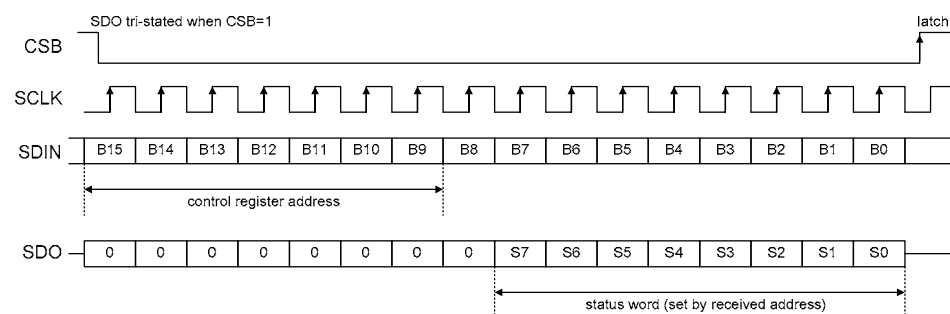 SDO tri-stated when CSB=1 latch
CSB
SCLK
SDIN B15 B14 B13 B12 B11 B10 B9 B8 B7 B6 B5 B4 B3 B2 B1 B0
control register address
SDO 0 0 0 0 0 0 0 0 S7 S6 S5 S4 S3 S2 S1 S0
status word (set by received address)